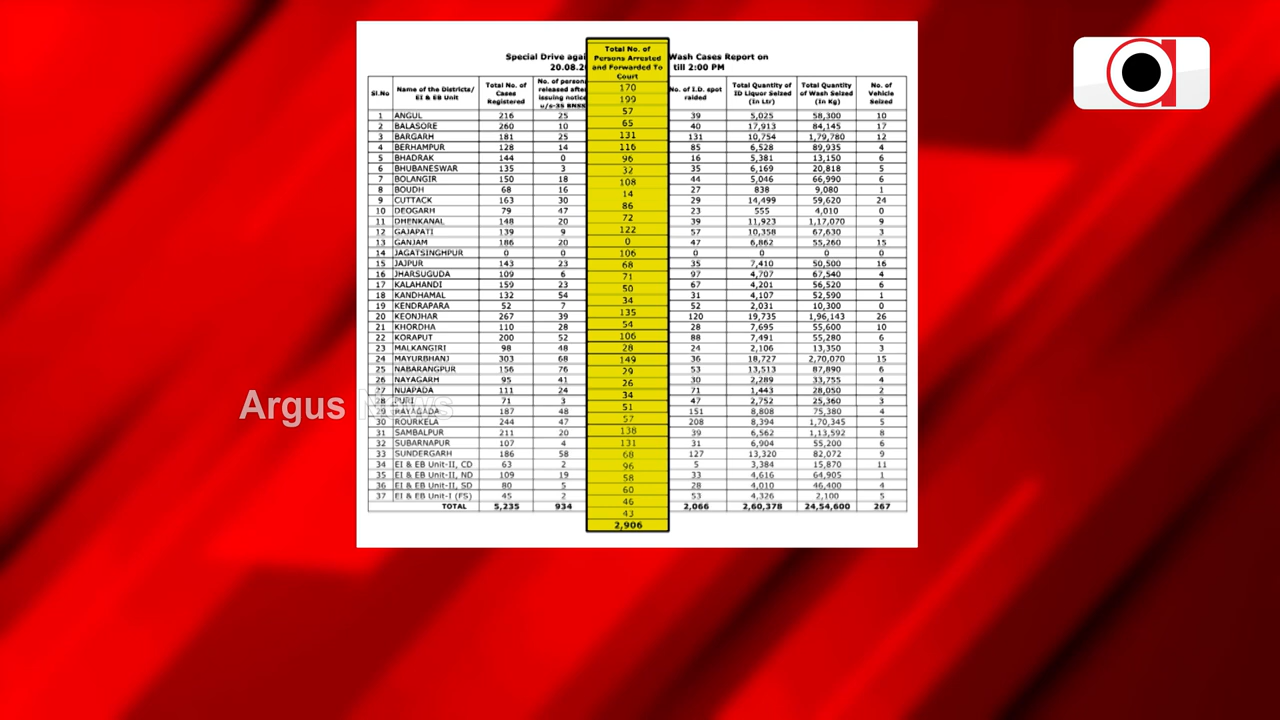 Special Drive agai Wash Cases Report on
20.08.20 till 2:00 PM
Sl.No Name of the Districts/ EI & EB Unit Total No. of Cases Registered No. of persons released after issuing notice u/s-35 BNSS Total No. of Persons Arrested and Forwarded To Court No. of I.D. spot raided Total Quantity of ID Liquor Seized (In Ltr) Total Quantity of Wash Seized (In Kg) No. of Vehicle Seized
1 ANGUL 216 25 170 39 5,025 58,300 10
2 BALASORE 260 10 199 40 17,913 84,145 17
3 BARGARH 181 25 57 131 10,754 1,79,780 12
4 BERHAMPUR 128 14 65 85 6,528 89,935 4
5 BHADRAK 144 0 131 16 5,381 13,150 6
6 BHUBANESWAR 135 3 116 35 6,169 20,818 5
7 BOLANGIR 150 18 96 44 5,046 66,990 6
8 BOUDH 68 16 32 27 838 9,080 1
9 CUTTACK 163 30 108 29 14,499 59,620 24
10 DEOGARH 79 47 14 23 555 4,010 0
11 DHENKANAL 148 20 86 39 11,923 1,17,070 9
12 GAJAPATI 139 9 72 57 10,358 67,630 3
13 GANJAM 186 20 122 47 6,862 55,260 15
14 JAGATSINGHPUR 0 0 0 0 0 0 0
15 JAJPUR 143 23 106 35 7,410 50,500 16
16 JHARSUGUDA 109 6 68 97 4,707 67,540 4
17 KALAHANDI 159 23 71 67 4,201 56,520 6
18 KANDHAMAL 132 54 50 31 4,107 52,590 1
19 KENDRAPARA 52 7 34 52 2,031 10,300 0
20 KEONJHAR 267 39 135 120 19,735 1,96,143 26
21 KHORDHA 110 28 54 28 7,695 55,600 10
22 KORAPUT 200 52 106 88 7,491 55,280 6
23 MALKANGIRI 98 48 28 24 2,106 13,350 3
24 MAYURBHANJ 303 68 149 36 18,727 2,70,070 15
25 NABARANGPUR 156 76 29 53 13,513 87,890 6
26 NAYAGARH 95 41 26 30 2,289 33,755 4
27 NUAPADA 111 24 34 71 1,443 28,050 2
28 PURI 71 3 51 47 2,752 25,360 3
29 RAYAGADA 187 48 57 151 8,808 75,380 4
30 ROURKELA 244 47 138 208 8,394 1,70,345 5
31 SAMBALPUR 211 20 131 39 6,562 1,13,592 8
32 SUBARNAPUR 107 4 68 31 6,904 55,200 6
33 SUNDERGARH 186 58 96 127 13,320 82,072 9
34 EI & EB Unit-II, CD 63 2 58 5 3,384 15,870 11
35 EI & EB Unit-II, ND 109 19 60 33 4,616 64,905 1
36 EI & EB Unit-II, SD 80 5 46 28 4,010 46,400 4
37 EI & EB Unit-I (FS) 45 2 43 53 4,326 2,100 5
TOTAL 5,235 934 2,906 2,066 2,60,378 24,54,600 267
Argus News